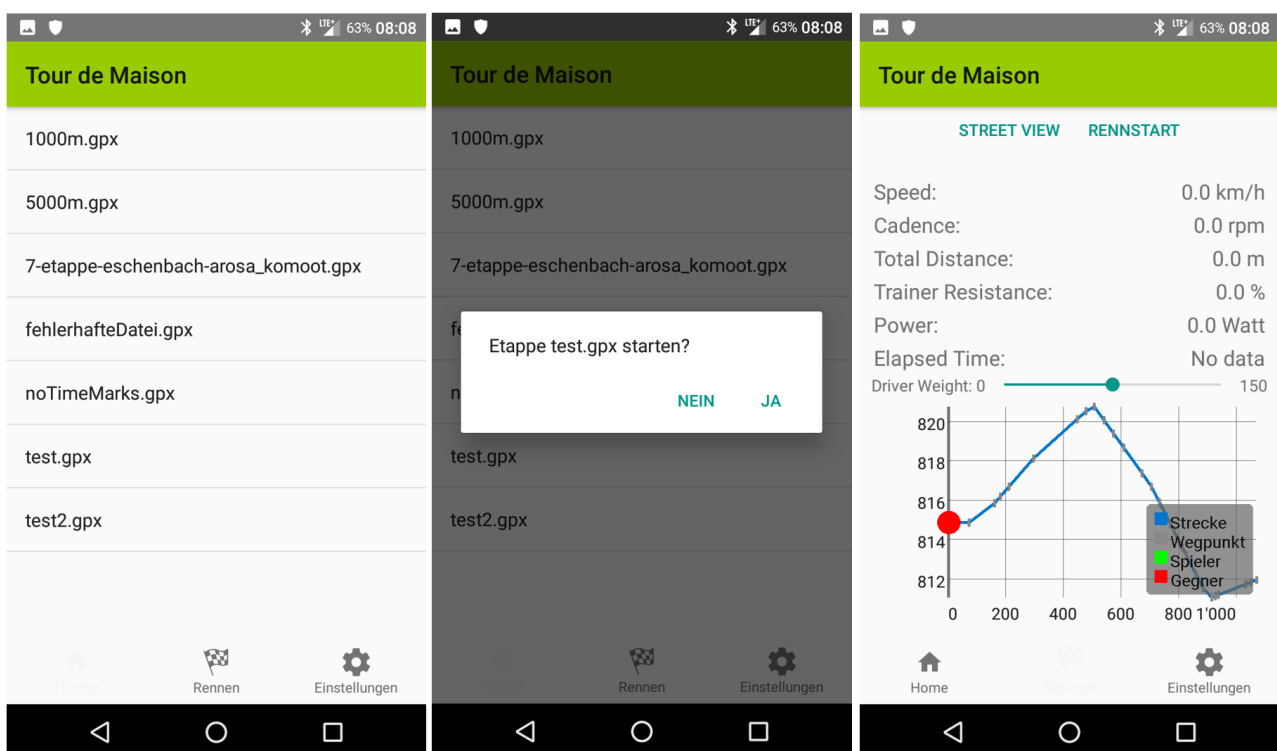 LTE+ 63% 08:08
Tour de Maison
1000m.gpx
5000m.gpx
7-etappe-eschenbach-arosa_komoot.gpx
fehlerhafteDatei.gpx
noTimeMarks.gpx
test.gpx
test2.gpx
Home Rennen Einstellungen
LTE+ 63% 08:08
Tour de Maison
1000m.gpx
5000m.gpx
7-etappe-eschenbach-arosa_komoot.gpx
fe
Etappe test.gpx starten?
n
NEIN JA
test.gpx
test2.gpx
Rennen Einstellungen
LTE+ 63% 08:08
Tour de Maison
STREET VIEW RENNSTART
Speed: 0.0 km/h
Cadence: 0.0 rpm
Total Distance: 0.0 m
Trainer Resistance: 0.0 %
Power: 0.0 Watt
Elapsed Time: No data
Driver Weight: 0 150
820
818
816
814
812
Strecke
Wegpunkt
Spieler
Gegner
0 200 400 600 800 1'000
Home Rennen Einstellungen